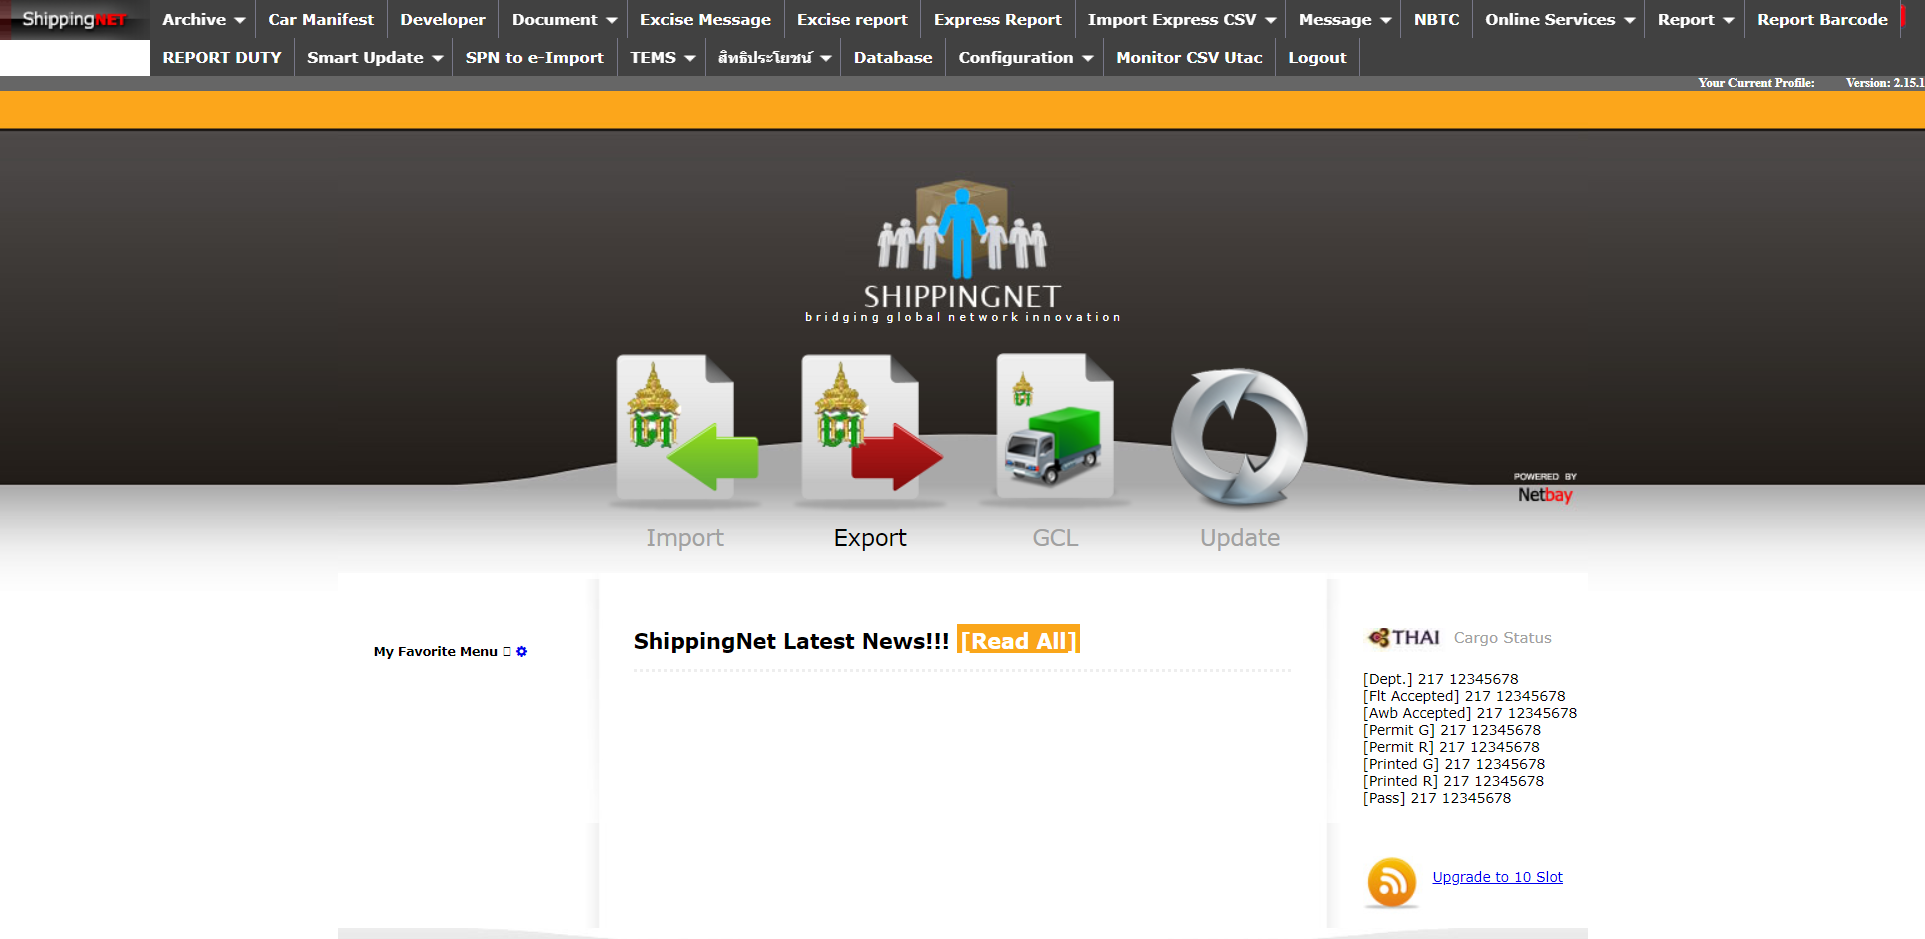 ShippingNET
Archive Car Manifest Developer Document Excise Message Excise report Express Report Import Express CSV Message NBTC Online Services Report Report Barcode
REPORT DUTY Smart Update SPN to e-Import TEMS สิทธิประโยชน์ Database Configuration Monitor CSV Utac Logout
Your Current Profile: Version: 2.15.1
SHIPPINGNET
bridging global network innovation
POWERED BY
Netbay
Import Export GCL Update
My Favorite Menu
ShippingNet Latest News!!! [Read All]
THAI Cargo Status
[Dept.] 217 12345678
[Flt Accepted] 217 12345678
[Awb Accepted] 217 12345678
[Permit G] 217 12345678
[Permit R] 217 12345678
[Printed G] 217 12345678
[Printed R] 217 12345678
[Pass] 217 12345678
Upgrade to 10 Slot